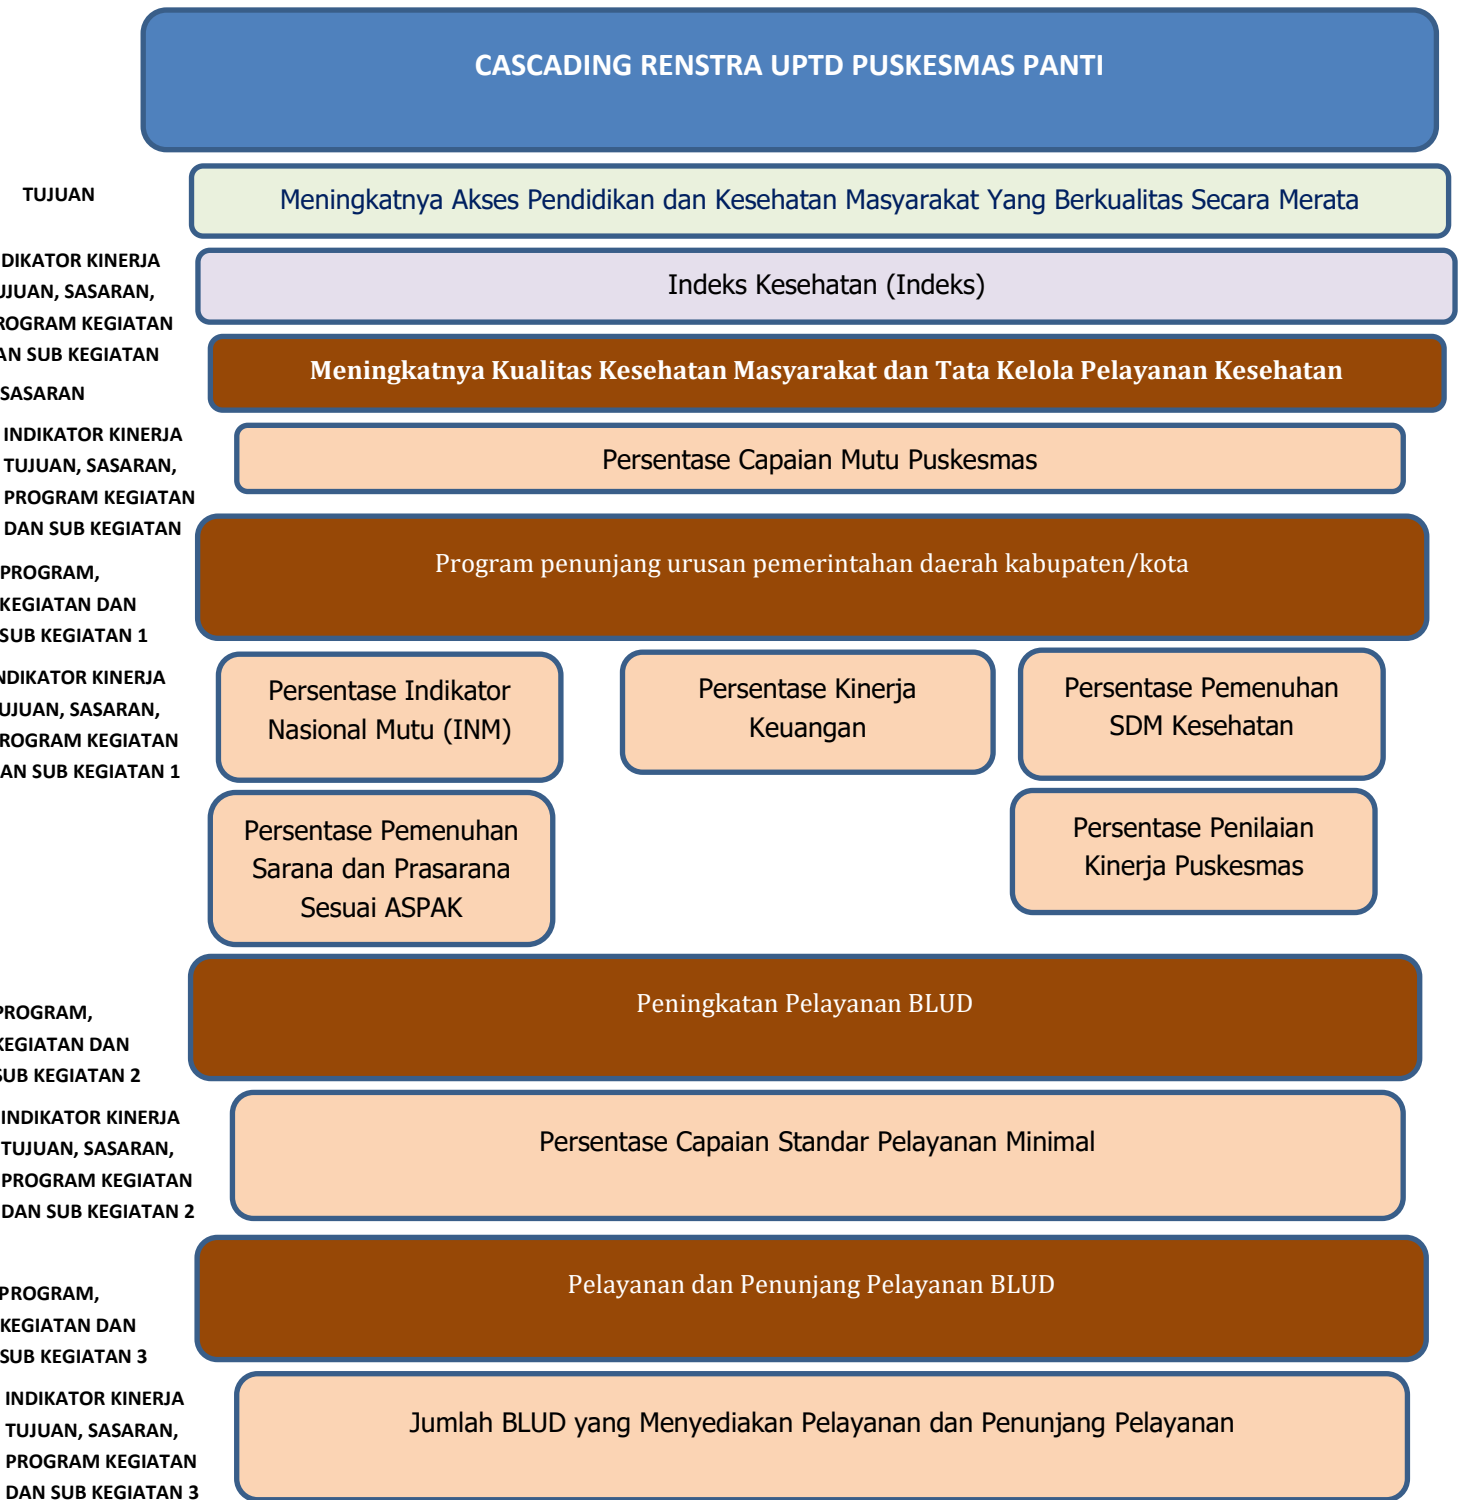 CASCADING RENSTRA UPTD PUSKESMAS PANTI
TUJUAN
Meningkatnya Akses Pendidikan dan Kesehatan Masyarakat Yang Berkualitas Secara Merata
DIKATOR KINERJA
UJUAN, SASARAN,
ROGRAM KEGIATAN
AN SUB KEGIATAN
Indeks Kesehatan (Indeks)
SASARAN
Meningkatnya Kualitas Kesehatan Masyarakat dan Tata Kelola Pelayanan Kesehatan
INDIKATOR KINERJA
TUJUAN, SASARAN,
PROGRAM KEGIATAN
DAN SUB KEGIATAN
Persentase Capaian Mutu Puskesmas
PROGRAM,
KEGIATAN DAN
SUB KEGIATAN 1
Program penunjang urusan pemerintahan daerah kabupaten/kota
NDIKATOR KINERJA
UJUAN, SASARAN,
ROGRAM KEGIATAN
AN SUB KEGIATAN 1
Persentase Indikator
Nasional Mutu (INM)
Persentase Kinerja
Keuangan
Persentase Pemenuhan
SDM Kesehatan
Persentase Pemenuhan
Sarana dan Prasarana
Sesuai ASPAK
Persentase Penilaian
Kinerja Puskesmas
PROGRAM,
KEGIATAN DAN
SUB KEGIATAN 2
Peningkatan Pelayanan BLUD
INDIKATOR KINERJA
TUJUAN, SASARAN,
PROGRAM KEGIATAN
DAN SUB KEGIATAN 2
Persentase Capaian Standar Pelayanan Minimal
PROGRAM,
KEGIATAN DAN
SUB KEGIATAN 3
Pelayanan dan Penunjang Pelayanan BLUD
INDIKATOR KINERJA
TUJUAN, SASARAN,
PROGRAM KEGIATAN
DAN SUB KEGIATAN 3
Jumlah BLUD yang Menyediakan Pelayanan dan Penunjang Pelayanan